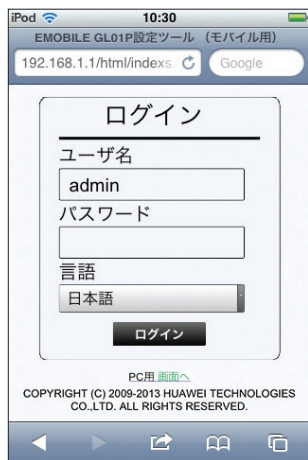 iPod 10:30
EMOBILE GL01P設定ツール （モバイル用）
192.168.1.1/html/indexs Google
ログイン
ユーザ名
admin
パスワード
言語
日本語
ログイン
PC用 画面へ
COPYRIGHT (C) 2009-2013 HUAWEI TECHNOLOGIES
CO.,LTD. ALL RIGHTS RESERVED.